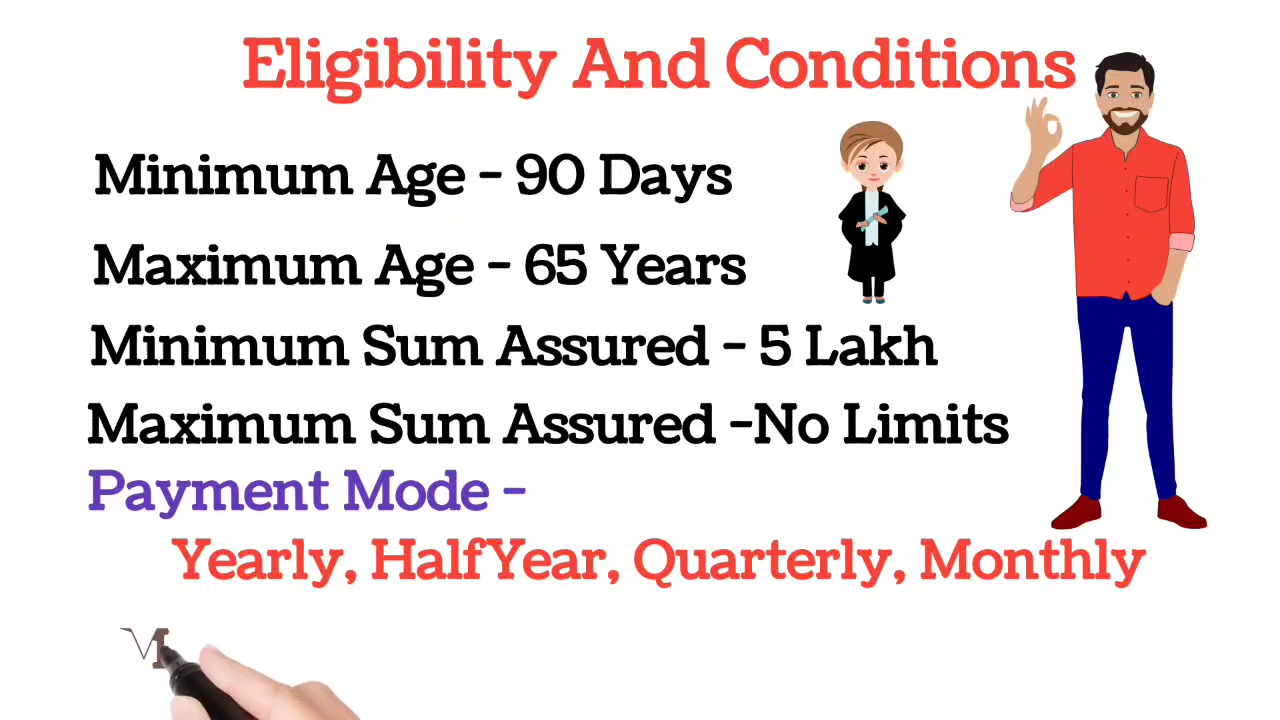 Eligibility And Conditions
Minimum Age - 90 Days
Maximum Age - 65 Years
Minimum Sum Assured - 5 Lakh
Maximum Sum Assured -No Limits
Payment Mode -
Yearly, HalfYear, Quarterly, Monthly